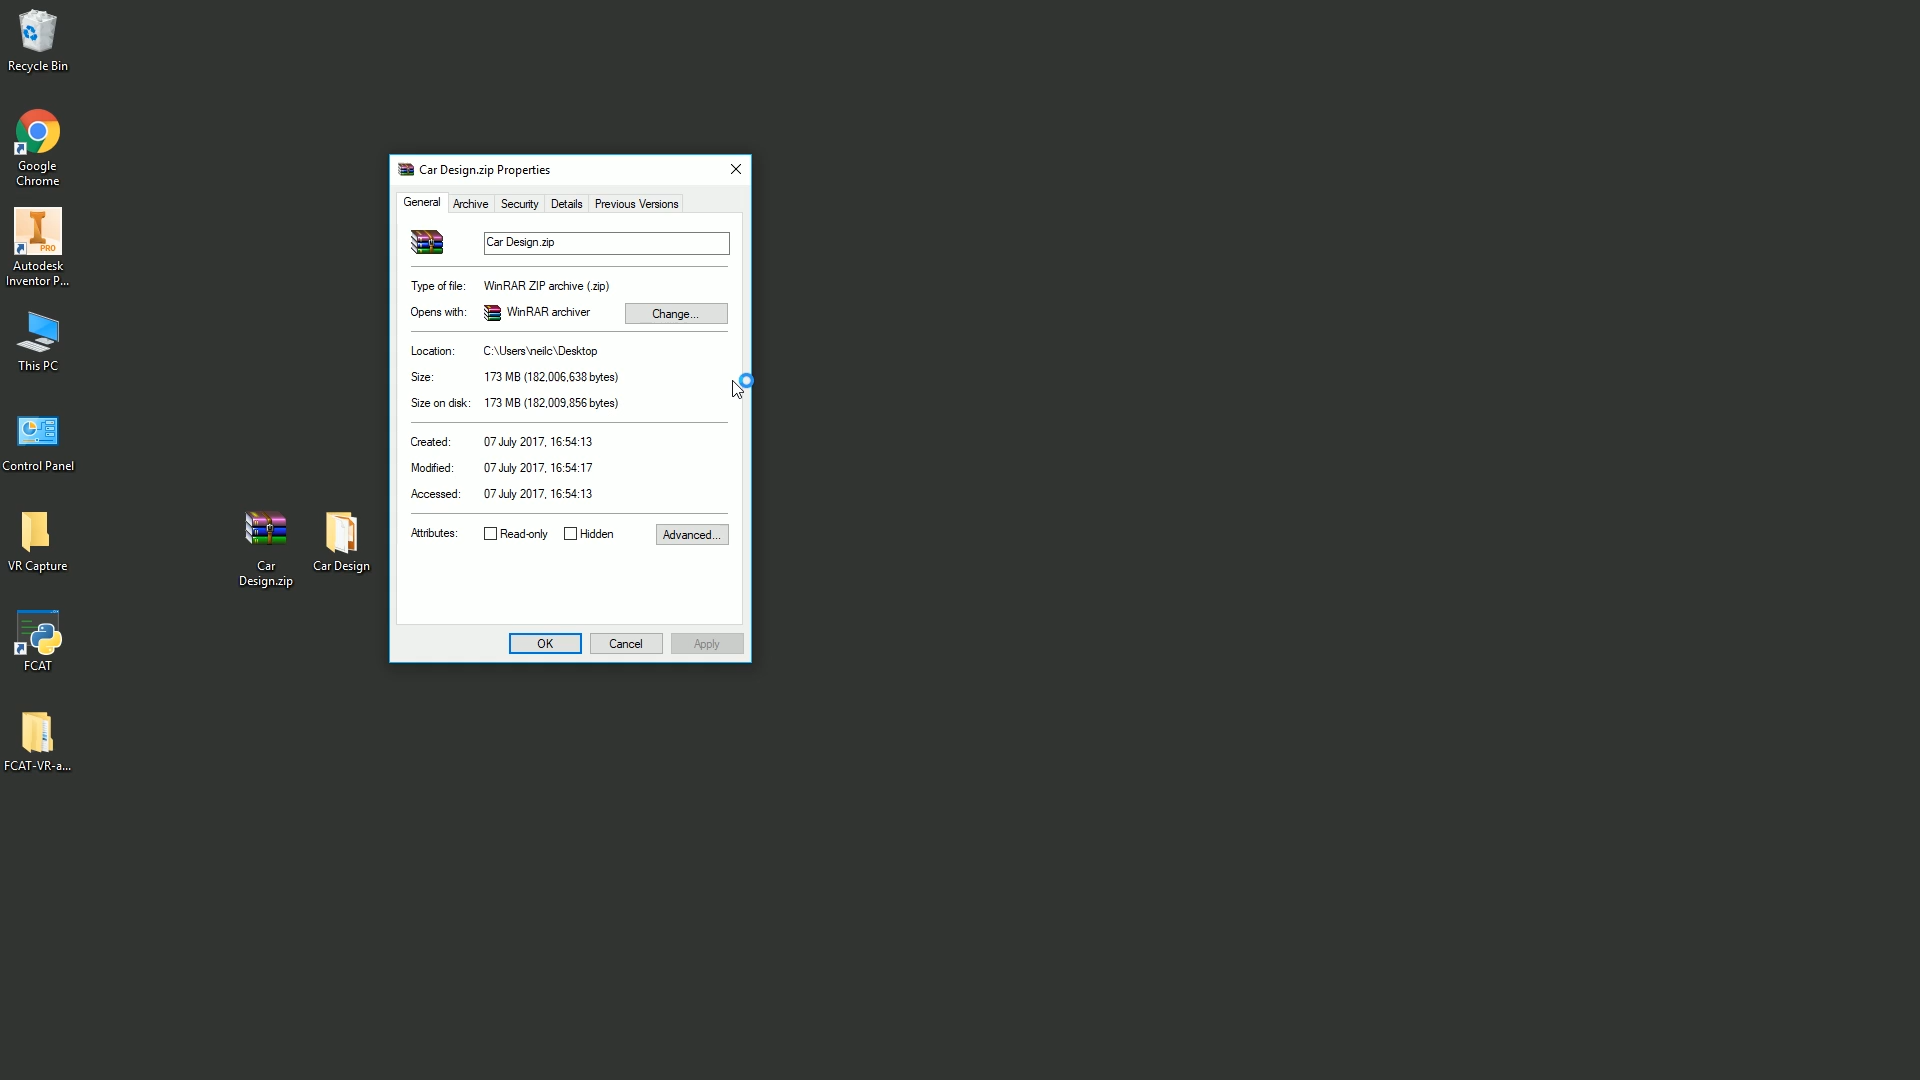 Recycle Bin
Google
Chrome
PRO
Autodesk
Inventor P...
This PC
Control Panel
VR Capture
FCAT
FCAT-VR-a...
Car
Design.zip
Car Design
Car Design.zip Properties
General Archive Security Details Previous Versions
Car Design.zip
Type of file: WinRAR ZIP archive (.zip)
Opens with: WinRAR archiver Change...
Location: C:\Users\neilc\Desktop
Size: 173 MB (182,006,638 bytes)
Size on disk: 173 MB (182,009,856 bytes)
Created: 07 July 2017, 16:54:13
Modified: 07 July 2017, 16:54:17
Accessed: 07 July 2017, 16:54:13
Attributes: Read-only Hidden Advanced...
OK Cancel Apply